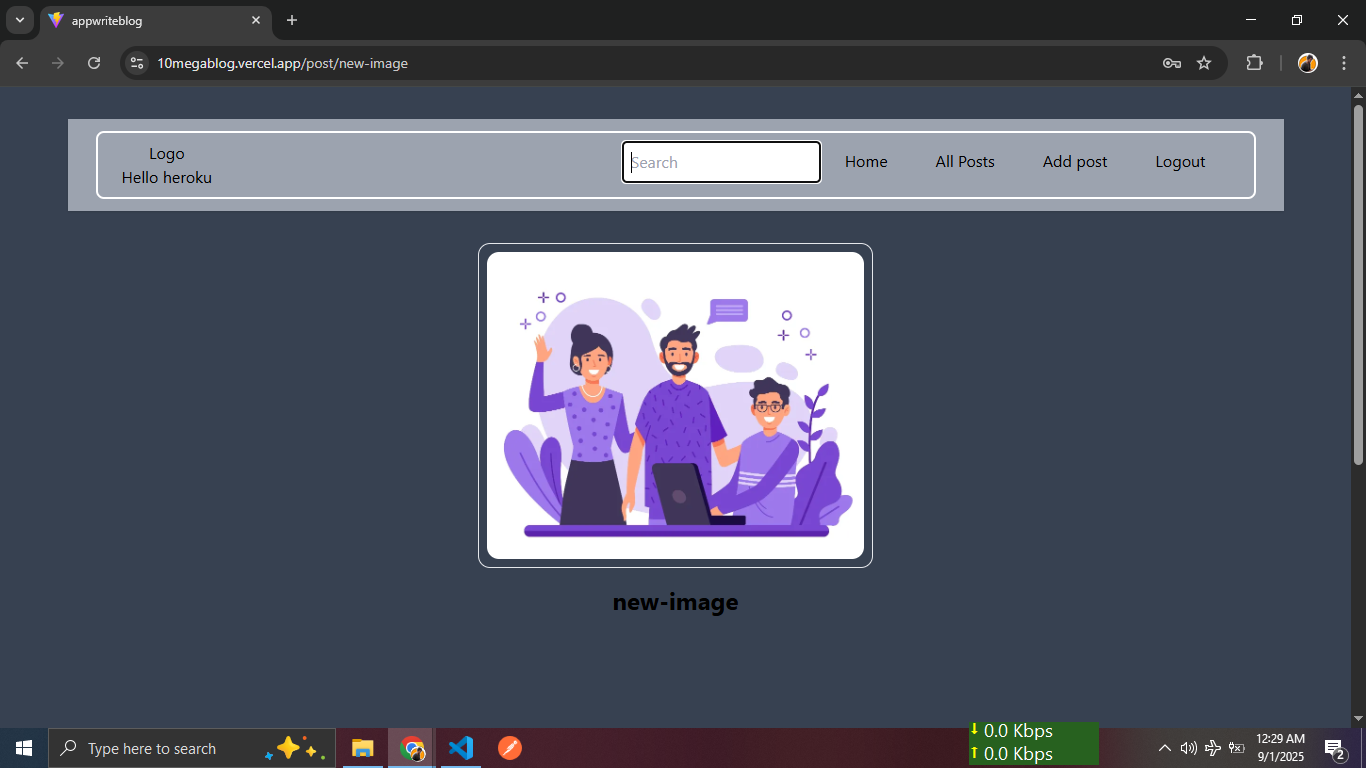 appwriteblog
10megablog.vercel.app/post/new-image
Logo
Hello heroku
Search
Home
All Posts
Add post
Logout
new-image
Type here to search
0.0 Kbps
0.0 Kbps
12:29 AM
9/1/2025
2